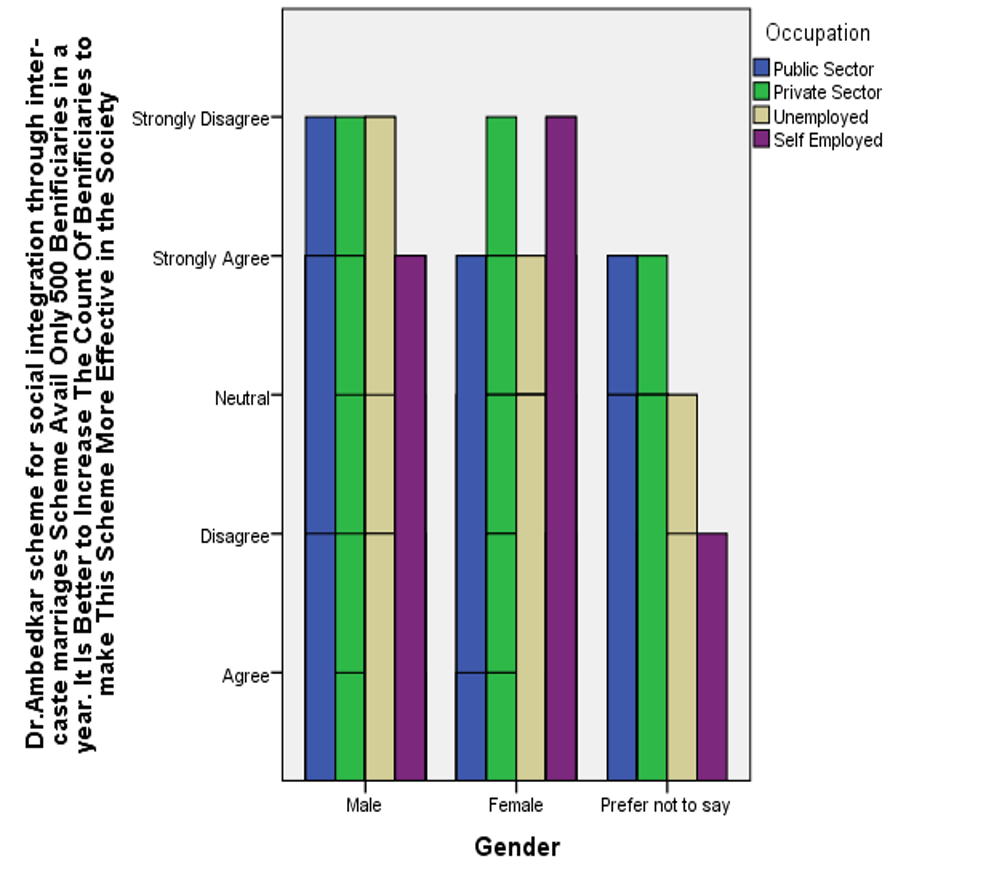 Dr.Ambedkar scheme for social integration through inter-
caste marriages Scheme Avail Only 500 Benificiaries in a
year. It Is Better to Increase The Count Of Benificiaries to
make This Scheme More Effective in the Society
Strongly Disagree
Strongly Agree
Neutral
Disagree
Agree
Male
Female
Prefer not to say
Gender
Occupation
Public Sector
Private Sector
Unemployed
Self Employed